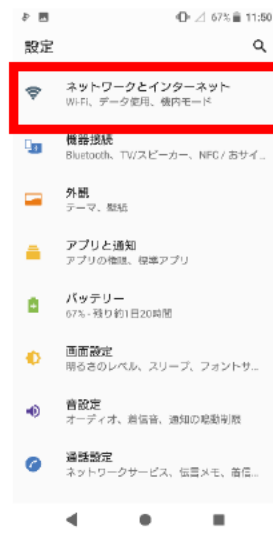 67% 11:50
設定
ネットワークとインターネット
Wi-Fi、データ使用、機内モード
機器接続
Bluetooth、TV/スピーカー、NFC / おサイ...
外観
テーマ、壁紙
アプリと通知
アプリの権限、標準アプリ
バッテリー
67% - 残り約1日20時間
画面設定
明るさのレベル、スリープ、フォントサ...
音設定
オーディオ、着信音、通知の鳴動制限
通話設定
ネットワークサービス、伝言メモ、着信...